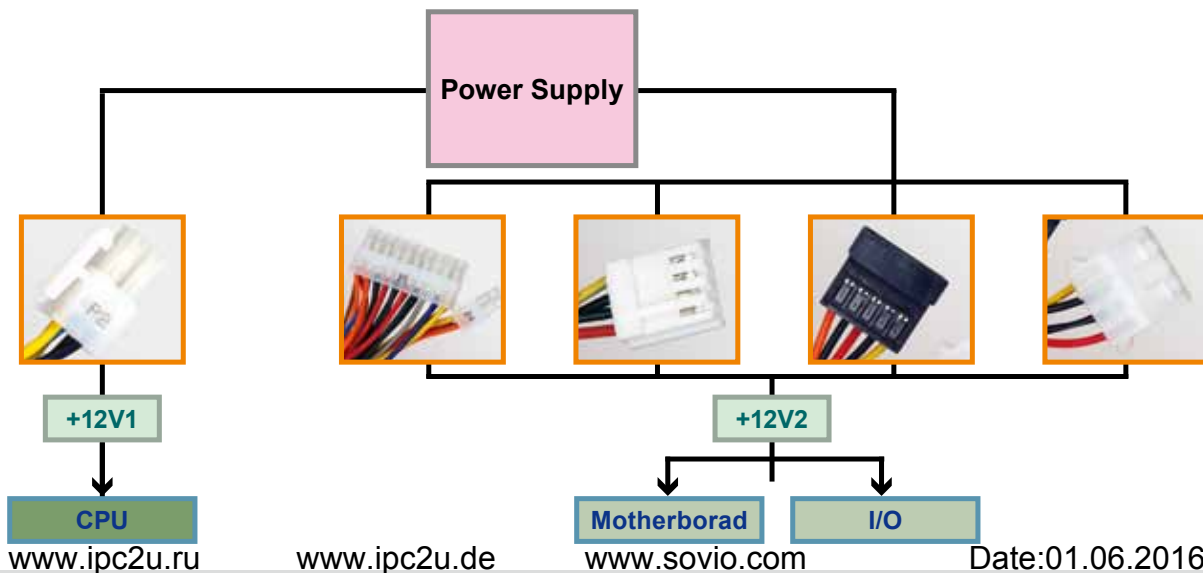 Power Supply
P2
+12V1
+12V2
CPU
Motherborad
I/O
www.ipc2u.ru www.ipc2u.de www.sovio.com Date:01.06.2016